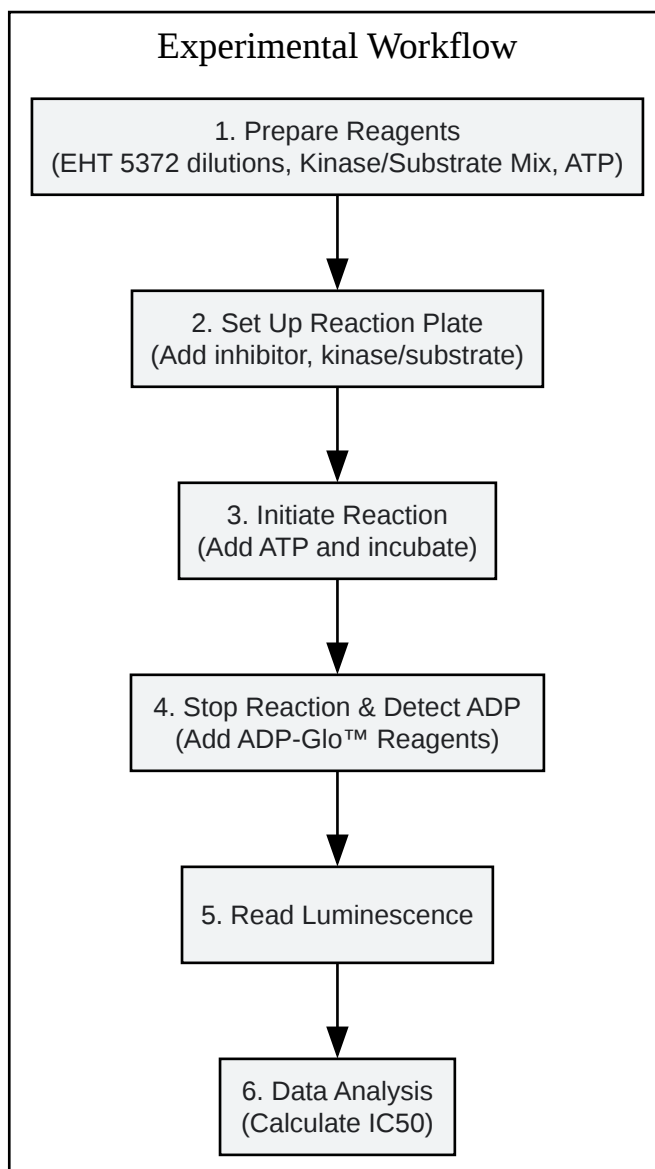 Experimental Workflow
1. Prepare Reagents
(EHT 5372 dilutions, Kinase/Substrate Mix, ATP)
2. Set Up Reaction Plate
(Add inhibitor, kinase/substrate)
3. Initiate Reaction
(Add ATP and incubate)
4. Stop Reaction & Detect ADP
(Add ADP-Glo™ Reagents)
5. Read Luminescence
6. Data Analysis
(Calculate IC50)